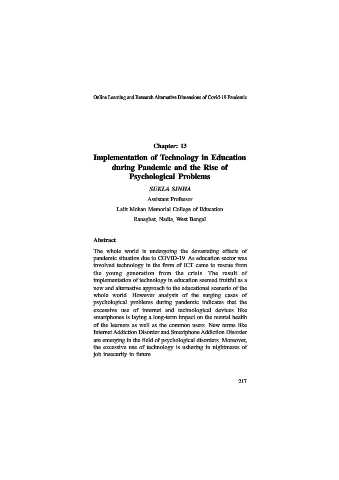 Online Learning and Research Alternative Dimensions of Covid-19 Pandemic
Chapter: 13
Implementation of Technology in Education
during Pandemic and the Rise of
Psychological Problems
SUKLA SINHA
Assistant Professor
Lalit Mohan Memorial College of Education
Ranaghat, Nadia, West Bengal
Abstract
The whole world is undergoing the devastating effects of
pandemic situation due to COVID-19. As education sector was
involved technology in the form of ICT came to rescue from
the young generation from the crisis. The result of
implementation of technology in education seemed fruitful as a
new and alternative approach to the educational scenario of the
whole world. However analysis of the surging cases of
psychological problems during pandemic indicates that the
excessive use of internet and technological devices like
smartphones is laying a long-term impact on the mental health
of the learners as well as the common users. New terms like
Internet Addiction Disorder and Smartphone Addiction Disorder
are emerging in the field of psychological disorders. Moreover,
the excessive use of technology is ushering in nightmares of
job insecurity in future.
217